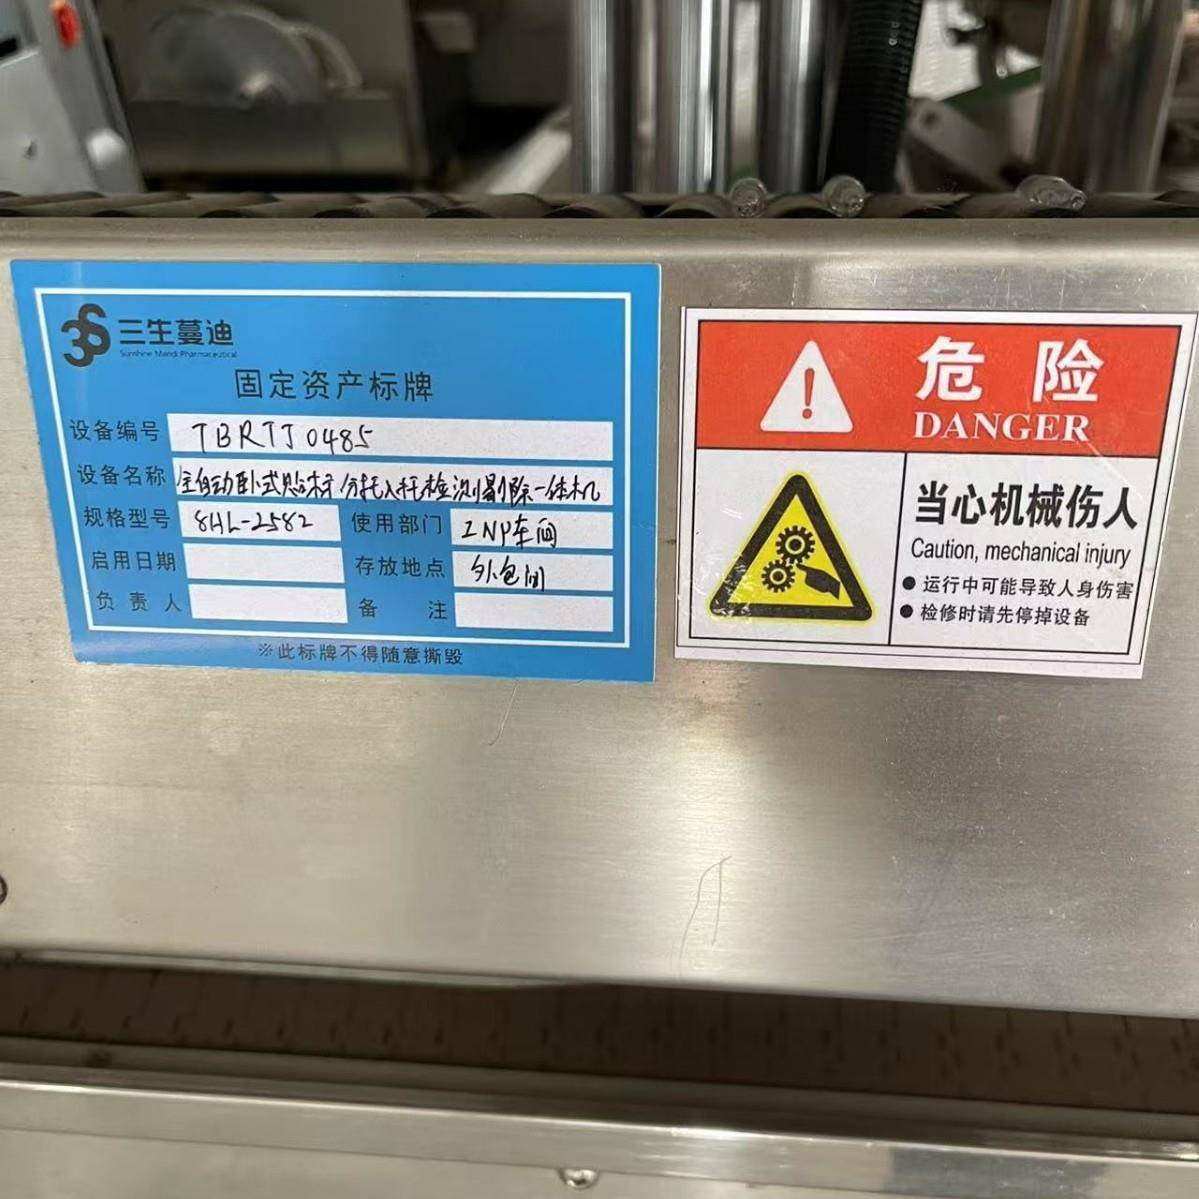 3S 三生蔓迪
Sunshine Mandi Pharmaceutical
固定资产标牌
设备编号 TBRTJ0485
设备名称 全自动卧式贴标分托入托检测剔除一体机
规格型号 8HL-2582 使用部门 INP车间
启用日期 存放地点 外包间
负责人 备注
※此标牌不得随意撕毁
危险
DANGER
当心机械伤人
Caution, mechanical injury
●运行中可能导致人身伤害
●检修时请先停掉设备